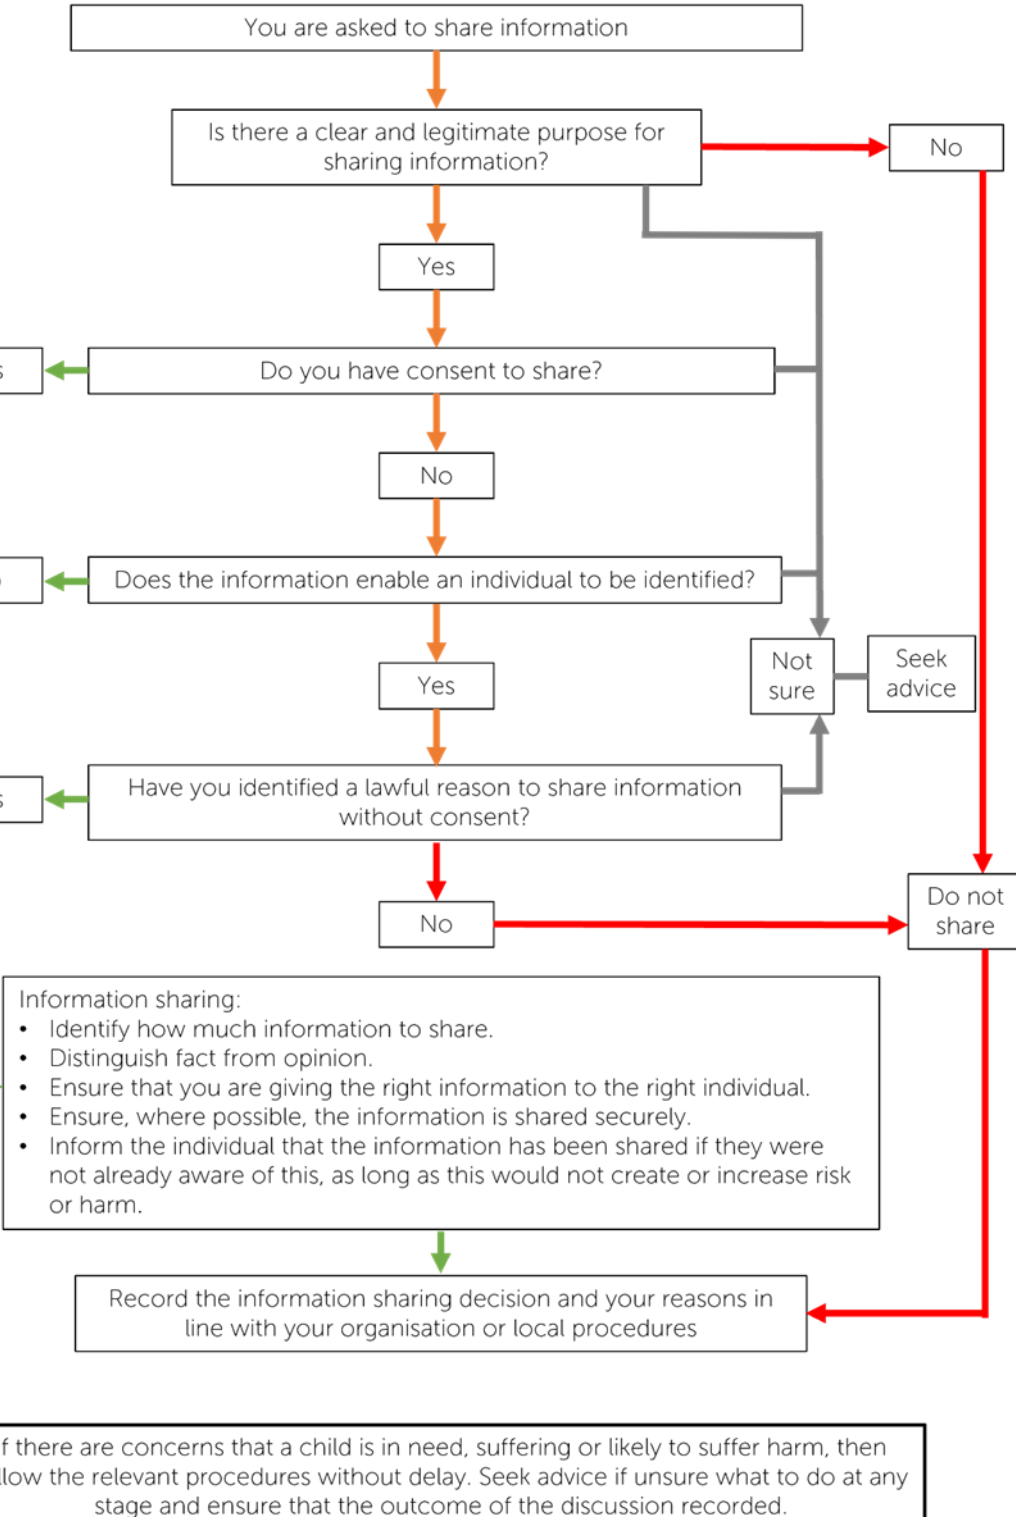 You are asked to share information
Is there a clear and legitimate purpose for
sharing information?
No
Yes
Do you have consent to share?
No
Does the information enable an individual to be identified?
Not
sure
Seek
advice
Yes
Have you identified a lawful reason to share information
without consent?
No
Do not
share
Information sharing:
• Identify how much information to share.
• Distinguish fact from opinion.
• Ensure that you are giving the right information to the right individual.
• Ensure, where possible, the information is shared securely.
• Inform the individual that the information has been shared if they were
not already aware of this, as long as this would not create or increase risk
or harm.
Record the information sharing decision and your reasons in
line with your organisation or local procedures
f there are concerns that a child is in need, suffering or likely to suffer harm, then
llow the relevant procedures without delay. Seek advice if unsure what to do at any
stage and ensure that the outcome of the discussion recorded.